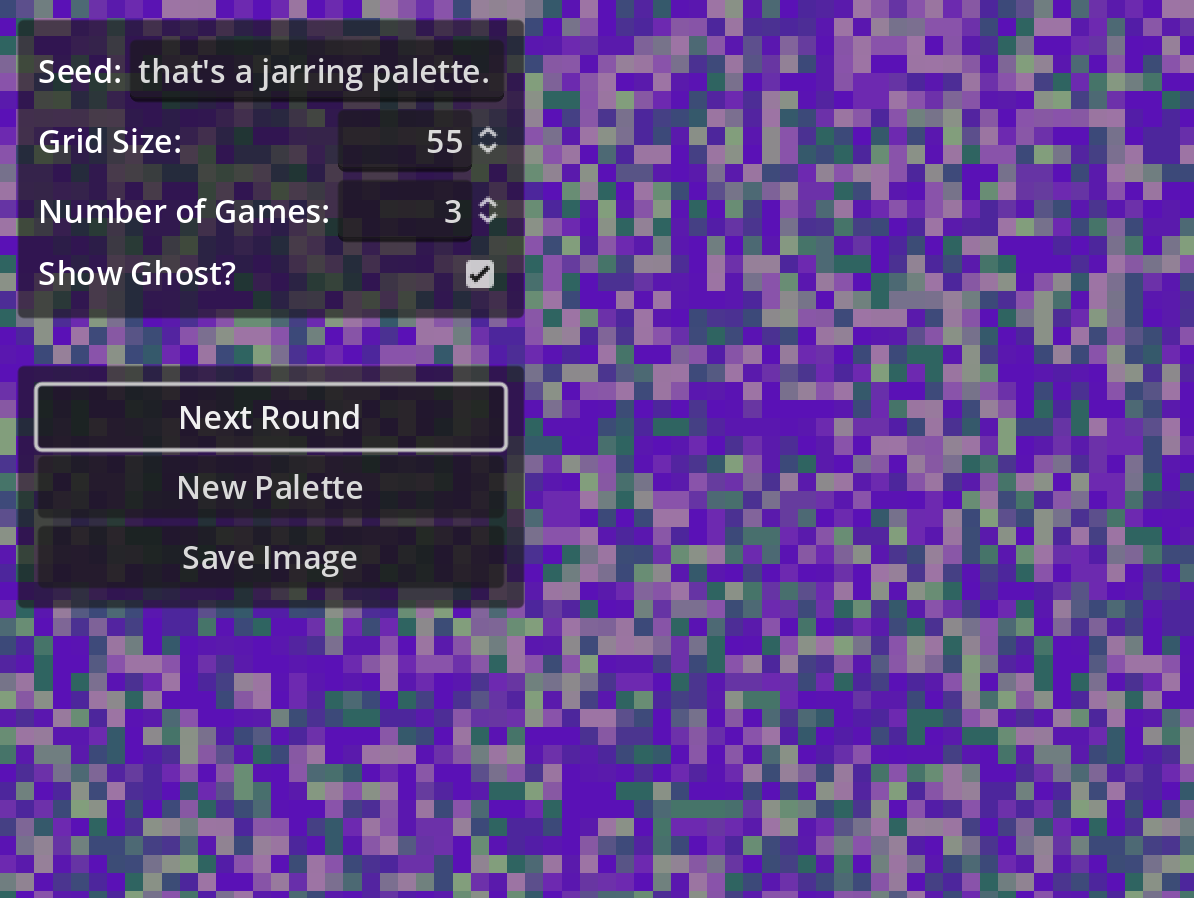 Seed: that's a jarring palette.
Grid Size: 55
Number of Games: 3
Show Ghost?
Next Round
New Palette
Save Image